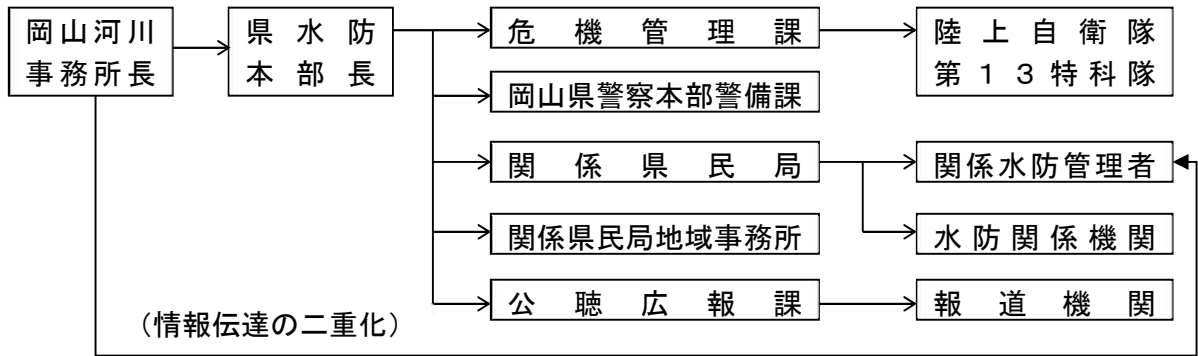 岡山河川
事務所長
県水防
本部長
危機管理課
陸上自衛隊
第13特科隊
岡山県警察本部警備課
関係県民局
関係水防管理者
関係県民局地域事務所
水防関係機関
公聴広報課
報道機関
（情報伝達の二重化）